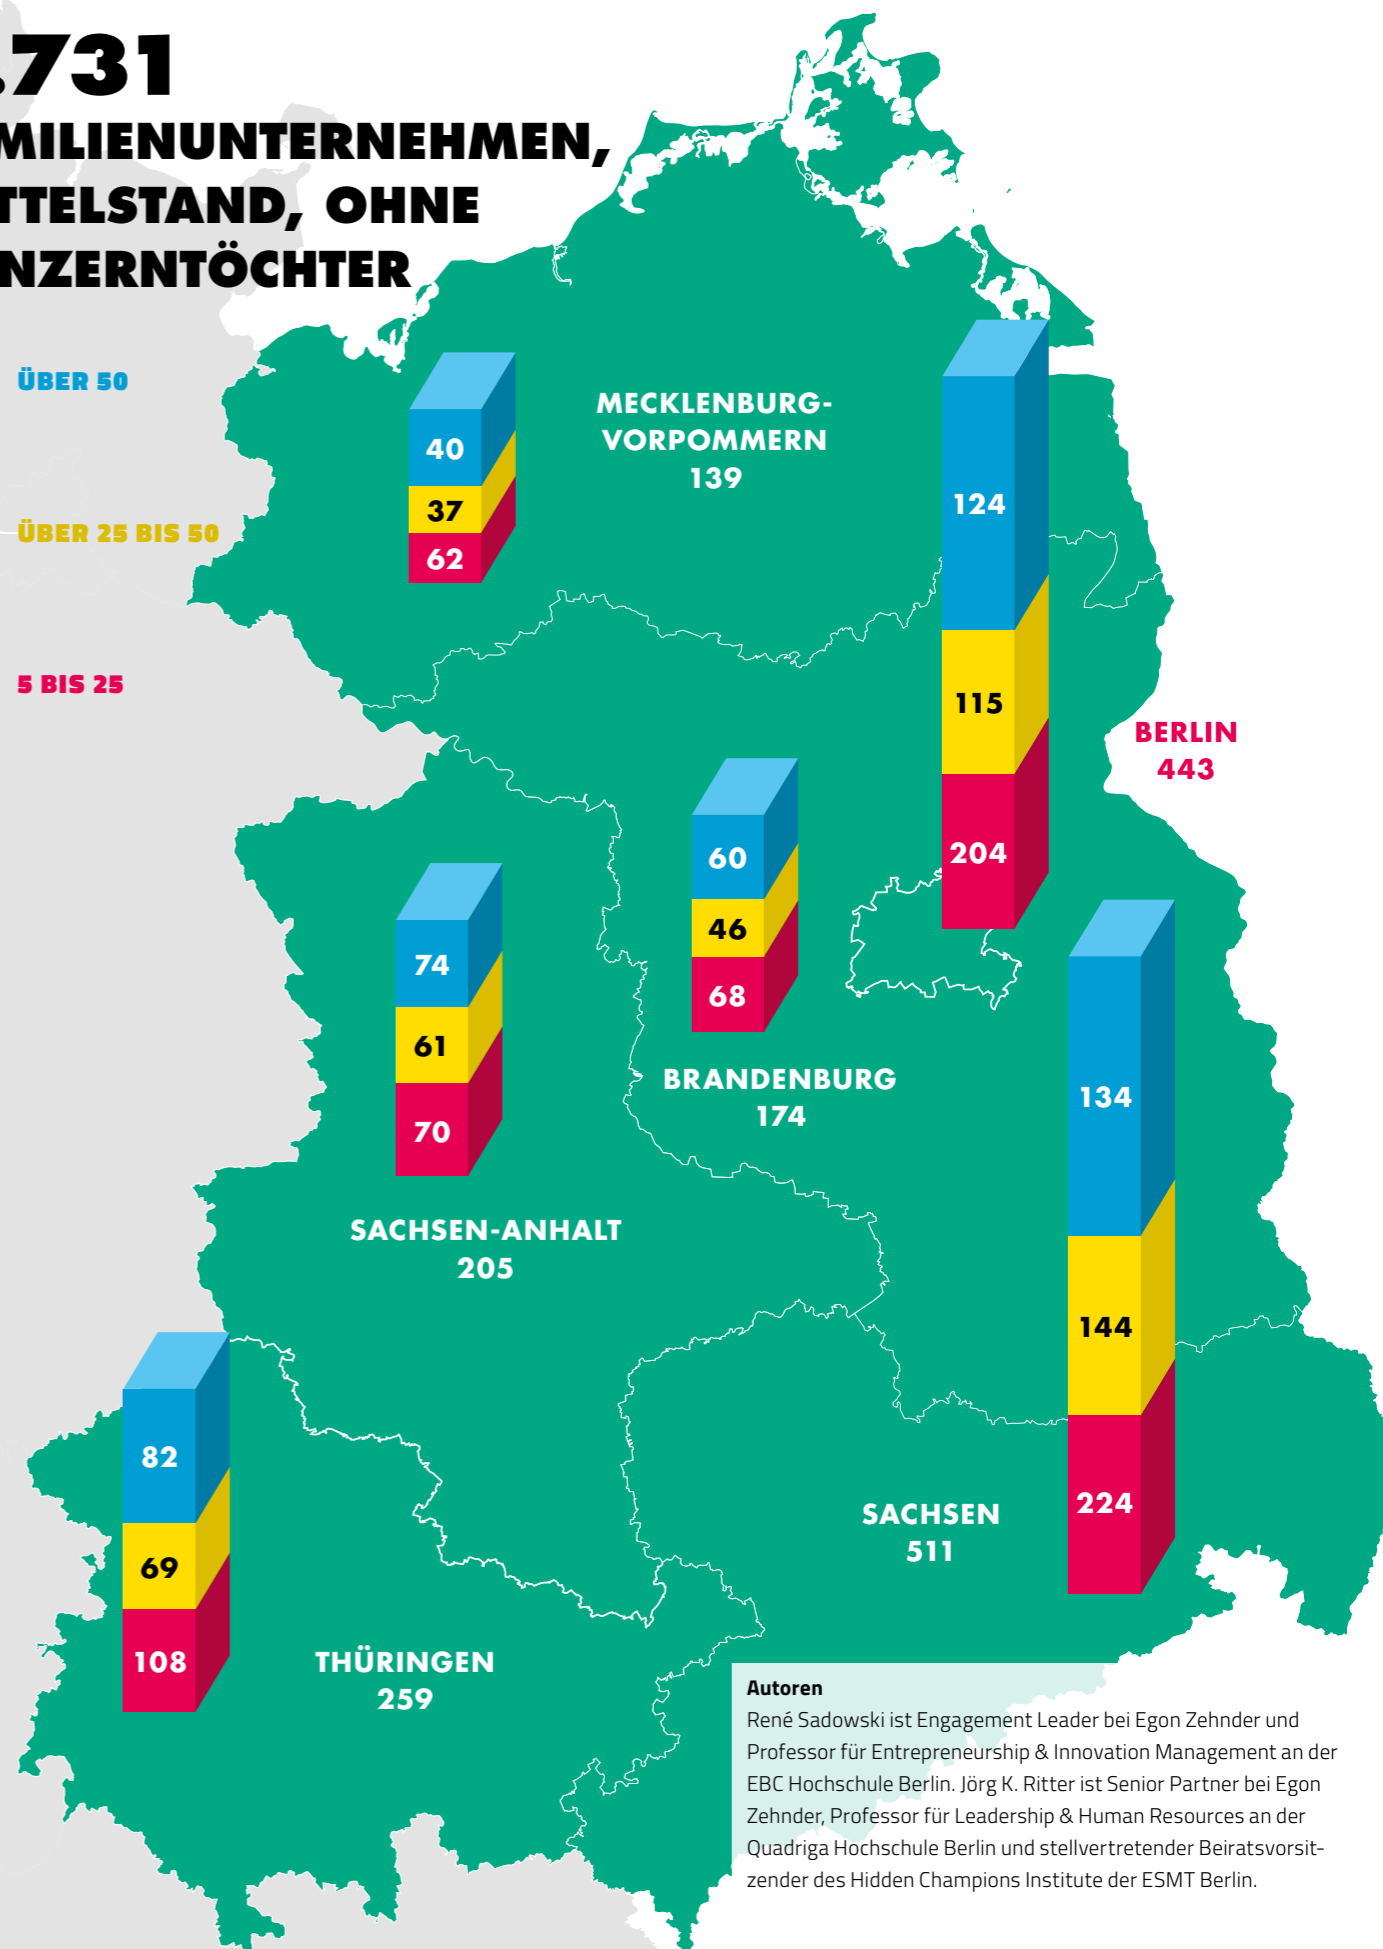 .731
MILIENUNTERNEHMEN,
TTELSTAND, OHNE
NZERNTÖCHTER
ÜBER 50
ÜBER 25 BIS 50
5 BIS 25
40
37
62
MECKLENBURG-
VORPOMMERN
139
124
115
204
BERLIN
443
60
46
68
BRANDENBURG
174
74
61
70
SACHSEN-ANHALT
205
134
144
224
SACHSEN
511
82
69
108
THÜRINGEN
259
Autoren
René Sadowski ist Engagement Leader bei Egon Zehnder und
Professor für Entrepreneurship & Innovation Management an der
EBC Hochschule Berlin. Jörg K. Ritter ist Senior Partner bei Egon
Zehnder, Professor für Leadership & Human Resources an der
Quadriga Hochschule Berlin und stellvertretender Beiratsvorsit-
zender des Hidden Champions Institute der ESMT Berlin.